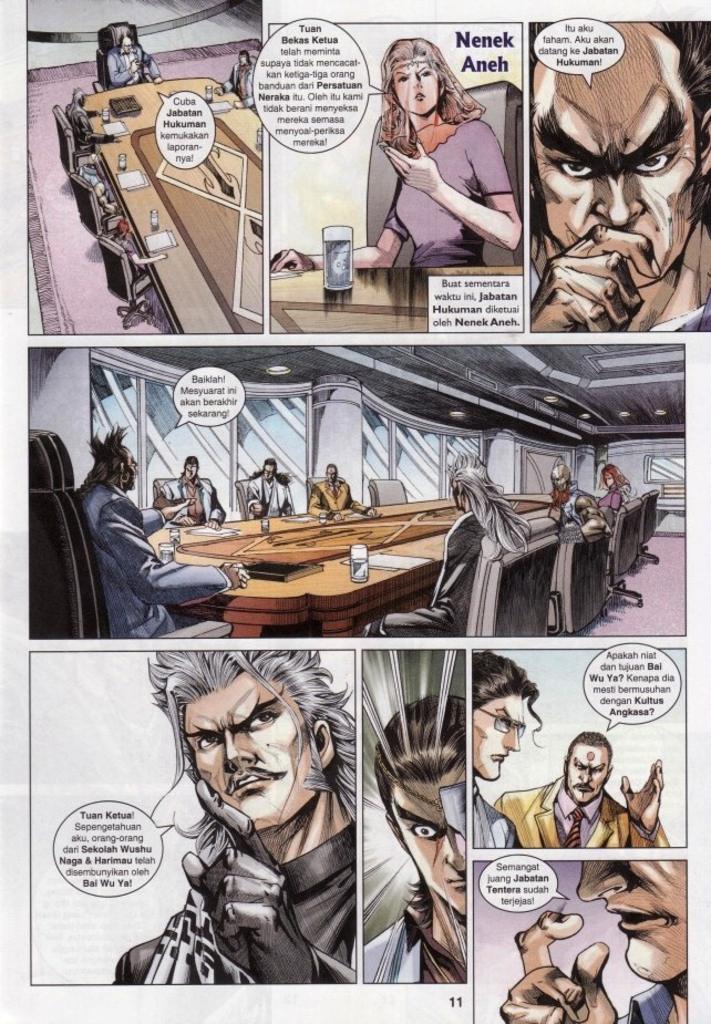 Cuba
Jabatan
Hukuman
kemukakan
laporan-
nya!
Tuan
Bekas Ketua
telah meminta
supaya tidak mencacat-
kan ketiga-tiga orang
banduan dari Persatuan
Neraka itu. Oleh itu kami
tidak berani menyeksa
mereka semasa
menyoal-periksa
mereka!
Nenek
Aneh
Buat sementara
waktu ini, Jabatan
Hukuman diketuai
oleh Nenek Aneh.
Itu aku
faham. Aku akan
datang ke Jabatan
Hukuman!
Baiklah!
Mesyuarat ini
akan berakhir
sekarang!
Tuan Ketua!
Sepengetahuan
aku, orang-orang
dari Sekolah Wushu
Naga & Harimau telah
disembunyikan oleh
Bai Wu Ya!
Apakah niat
dan tujuan Bai
Wu Ya? Kenapa dia
mesti bermusuhan
dengan Kultus
Angkasa?
Semangat
juang Jabatan
Tentera sudah
terjejas!
11